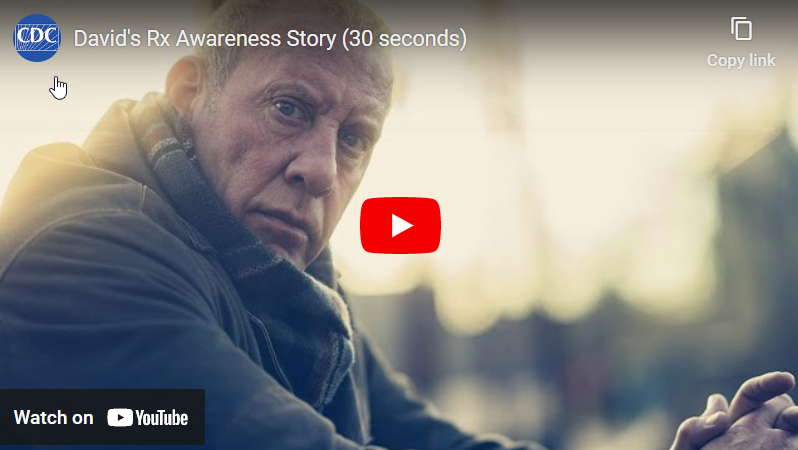 CDC
David's Rx Awareness Story (30 seconds)
Copy link
Watch on YouTube